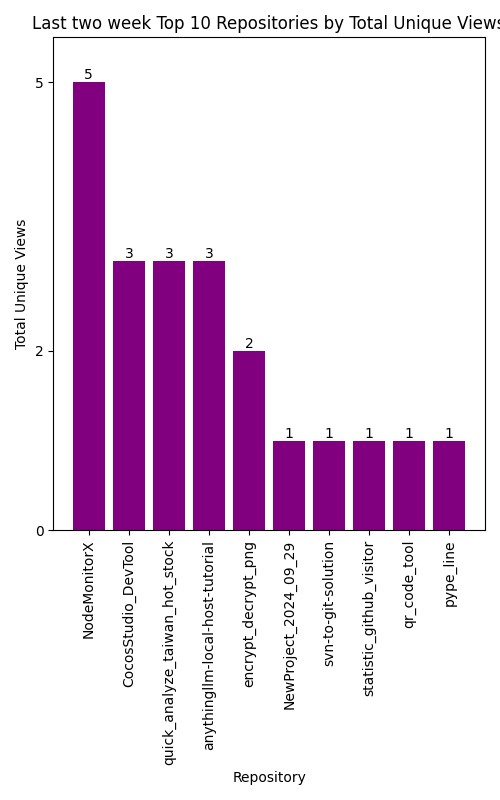 Last two week Top 10 Repositories by Total Unique Views
Total Unique Views
5
2
0
5
3
3
3
2
1
1
1
1
1
NodeMonitorX
CocosStudio_DevTool
quick_analyze_taiwan_hot_stock
anythingllm-local-host-tutorial
encrypt_decrypt_png
NewProject_2024_09_29
svn-to-git-solution
statistic_github_visitor
qr_code_tool
pype_line
Repository